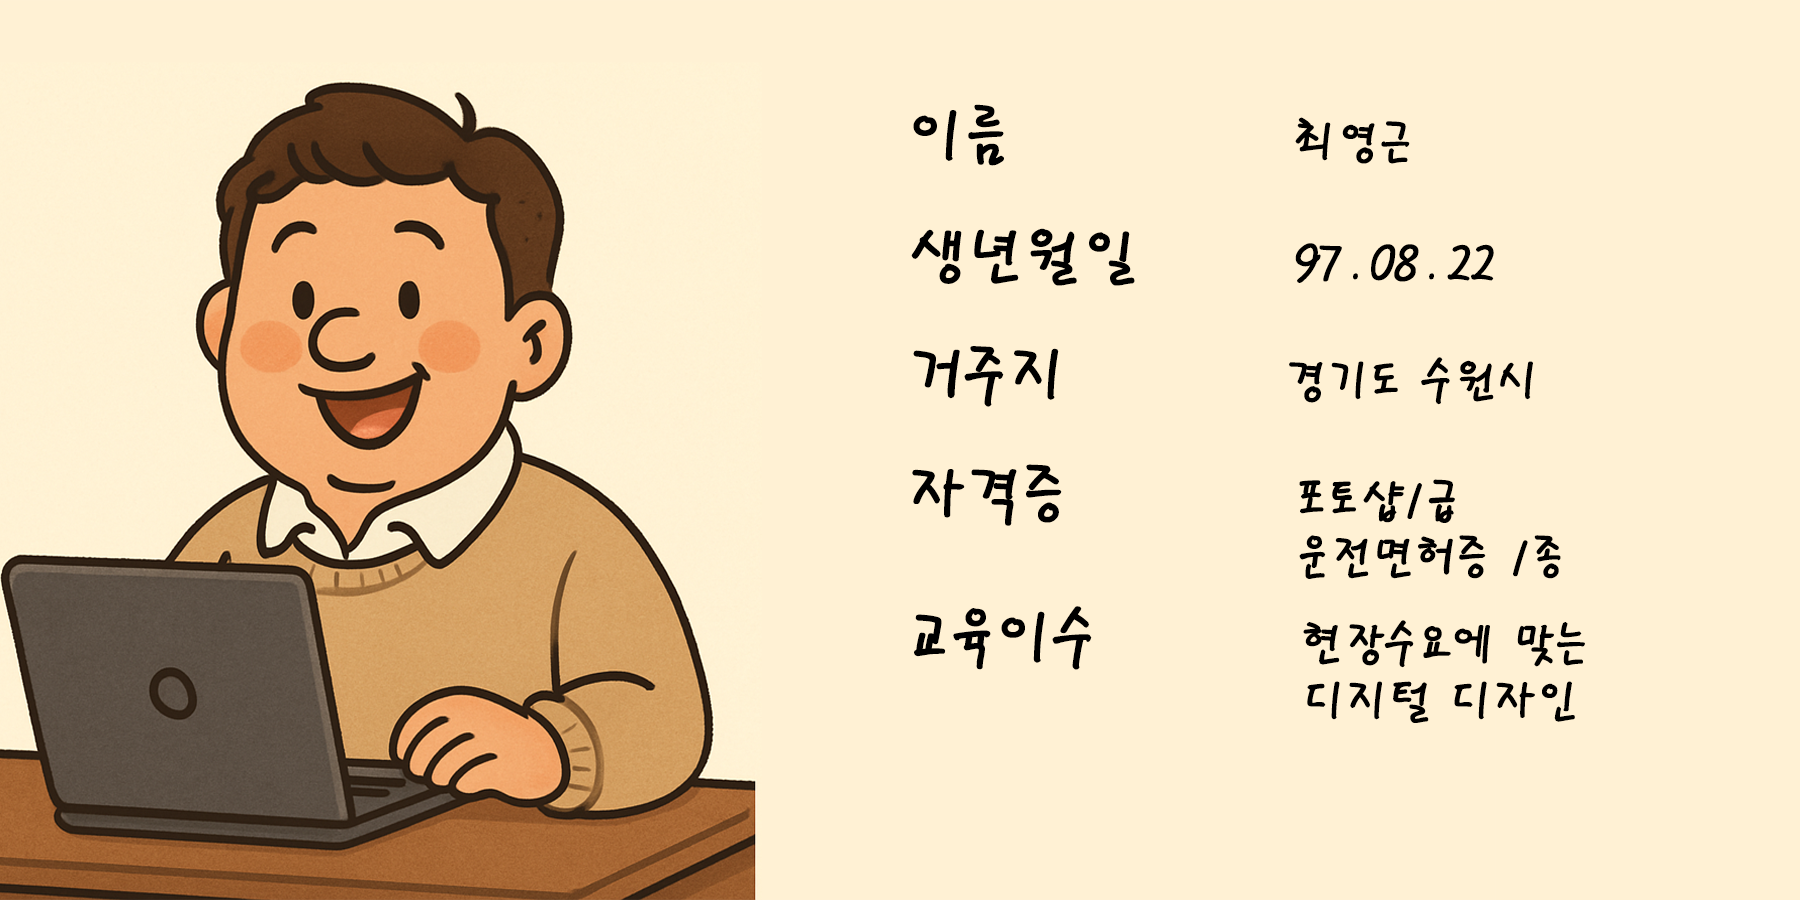 이름 최영근
생년월일 97.08.22
거주지 경기도 수원시
자격증 포토샵1급
운전면허증 1종
교육이수 현장수요에 맞는
디지털 디자인